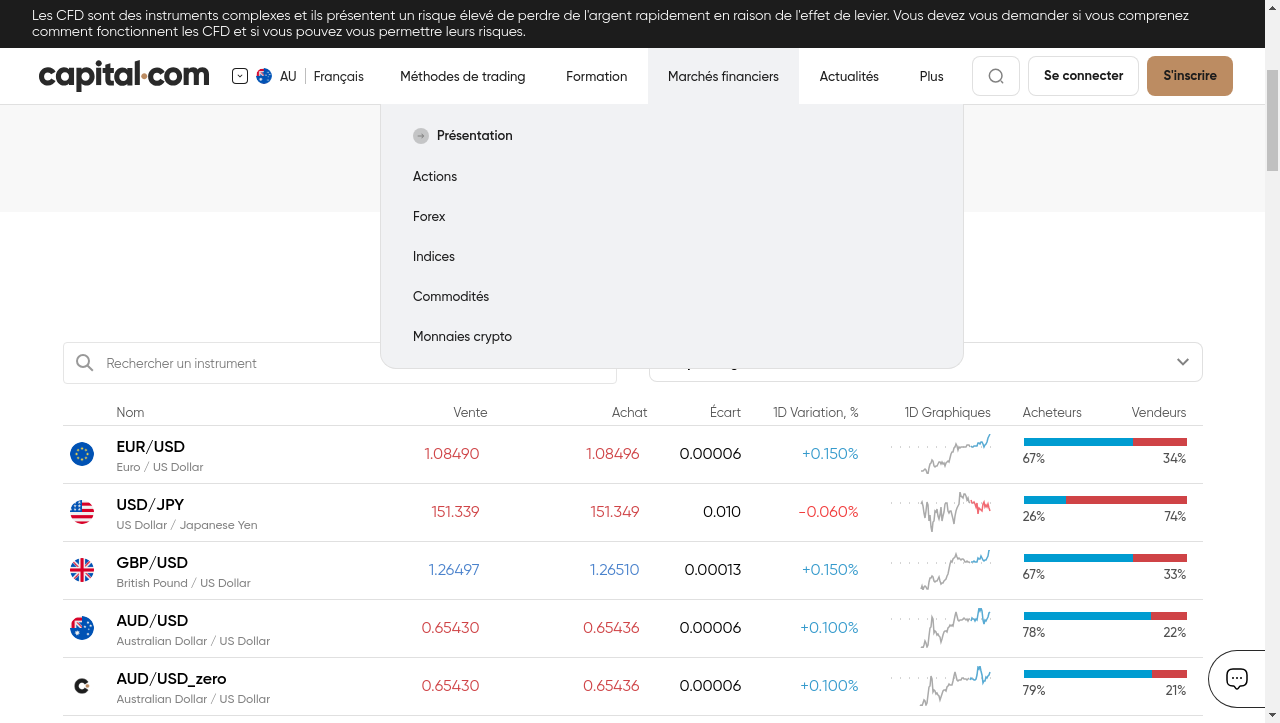 Les CFD sont des instruments complexes et ils présentent un risque élevé de perdre de l'argent rapidement en raison de l'effet de levier. Vous devez vous demander si vous comprenez
comment fonctionnent les CFD et si vous pouvez vous permettre leurs risques.
capital.com AU Français Méthodes de trading Formation Marchés financiers Actualités Plus Se connecter S'inscrire
Présentation
Actions
Forex
Indices
Commodités
Monnaies crypto
Rechercher un instrument
Nom Vente Achat Écart 1D Variation, % 1D Graphiques Acheteurs Vendeurs
EUR/USD 1.08490 1.08496 0.00006 +0.150%
Euro / US Dollar 67% 34%
USD/JPY 151.339 151.349 0.010 -0.060%
US Dollar / Japanese Yen 26% 74%
GBP/USD 1.26497 1.26510 0.00013 +0.150%
British Pound / US Dollar 67% 33%
AUD/USD 0.65430 0.65436 0.00006 +0.100%
Australian Dollar / US Dollar 78% 22%
AUD/USD_zero 0.65430 0.65436 0.00006 +0.100%
Australian Dollar / US Dollar 79% 21%